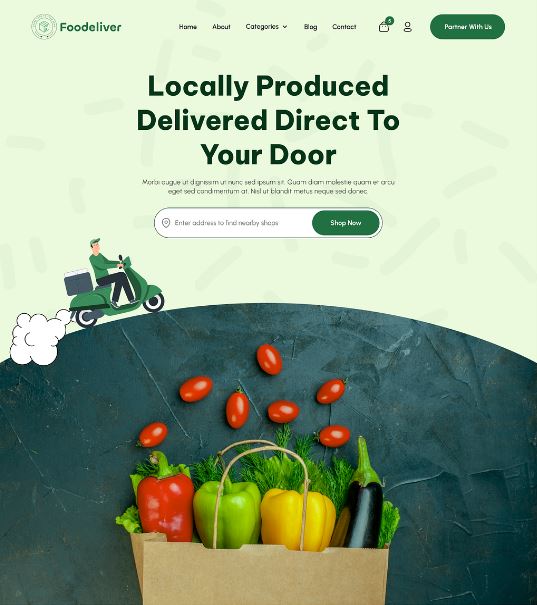 Foodeliver
Home About Categories Blog Contact
Partner With Us
Locally Produced
Delivered Direct To
Your Door
Morbi augue ut dignissim ut nunc sed ipsum sit. Quam diam molestie quam et arcu
eget sed condimentum at. Nisl ut blandit metus neque sed donec.
Enter address to find nearby shops
Shop Now